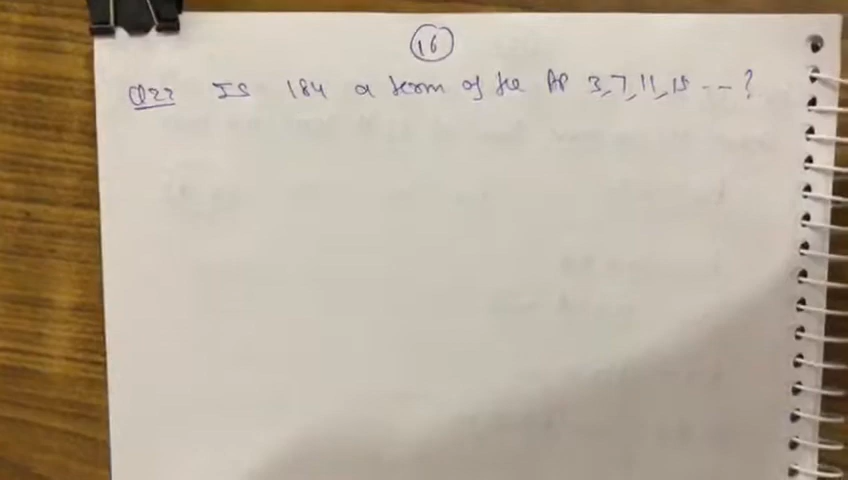 16
Q22 Is 184 a term of the AP 3,7,11,15 --- ?